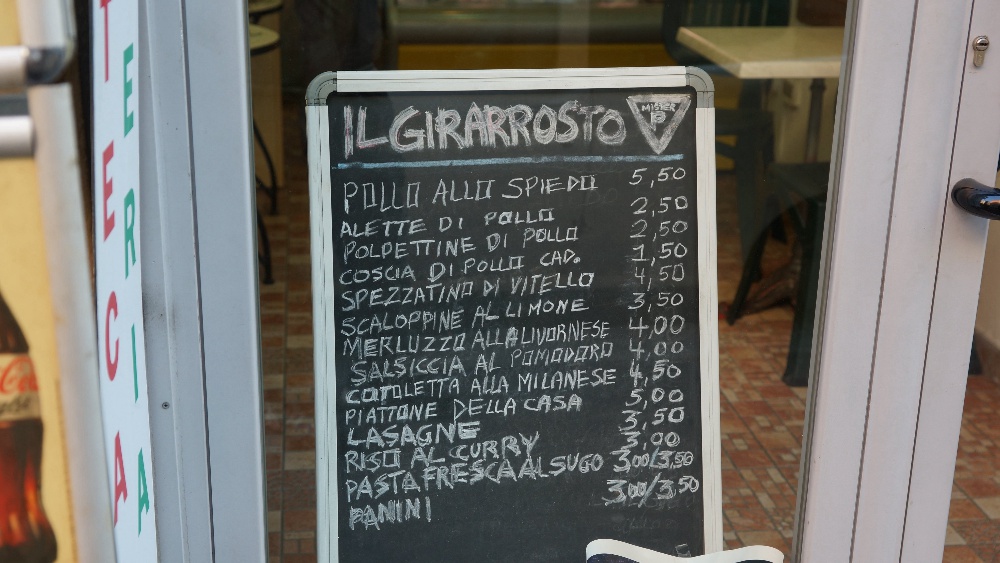 IL GIRARROSTO MISTER P
POLLO ALLO SPIEDO 5,50
ALETTE DI POLLO 2,50
POLPETTINE DI POLLO 2,50
COSCIA DI POLLO CAD. 1,50
SPEZZATINO DI VITELLO 4,50
SCALOPPINE AL LIMONE 3,50
MERLUZZO ALLA LIVORNESE 4,00
SALSICCIA AL POMODORO 4,00
COTOLETTA ALLA MILANESE 4,50
PIATTONE DELLA CASA 5,00
LASAGNE 3,50
RISO AL CURRY 3,00
PASTA FRESCA AL SUGO 3,00/3,50
PANINI 3,00/3,50
TECA
ERIA